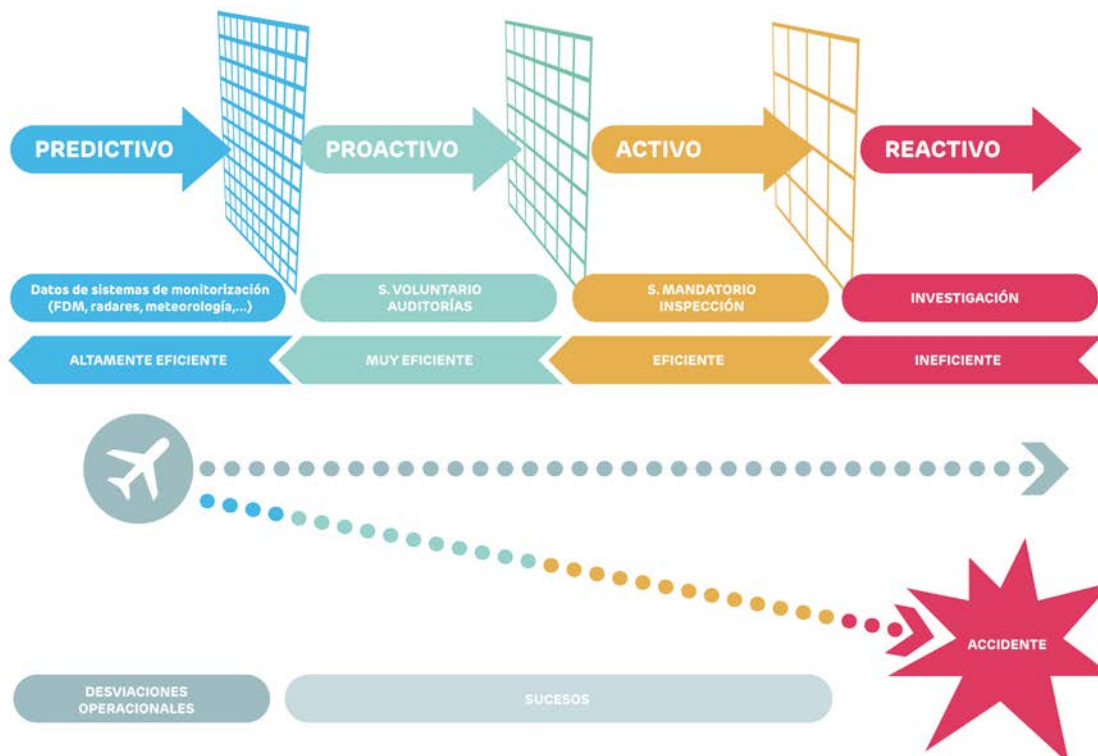 PREDICTIVO
PROACTIVO
ACTIVO
REACTIVO
Datos de sistemas de monitorización
(FDM, radares, meteorología,...)
S. VOLUNTARIO
AUDITORÍAS
S. MANDATORIO
INSPECCIÓN
INVESTIGACIÓN
ALTAMENTE EFICIENTE
MUY EFICIENTE
EFICIENTE
INEFICIENTE
ACCIDENTE
DESVIACIONES
OPERACIONALES
SUCESOS